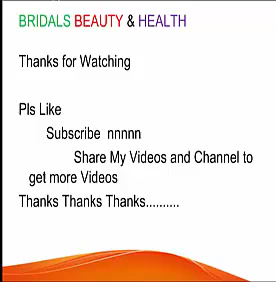 BRIDALS BEAUTY & HEALTH
Thanks for Watching
Pls Like
Subscribe nnnnn
Share My Videos and Channel to
get more Videos
Thanks Thanks Thanks..........